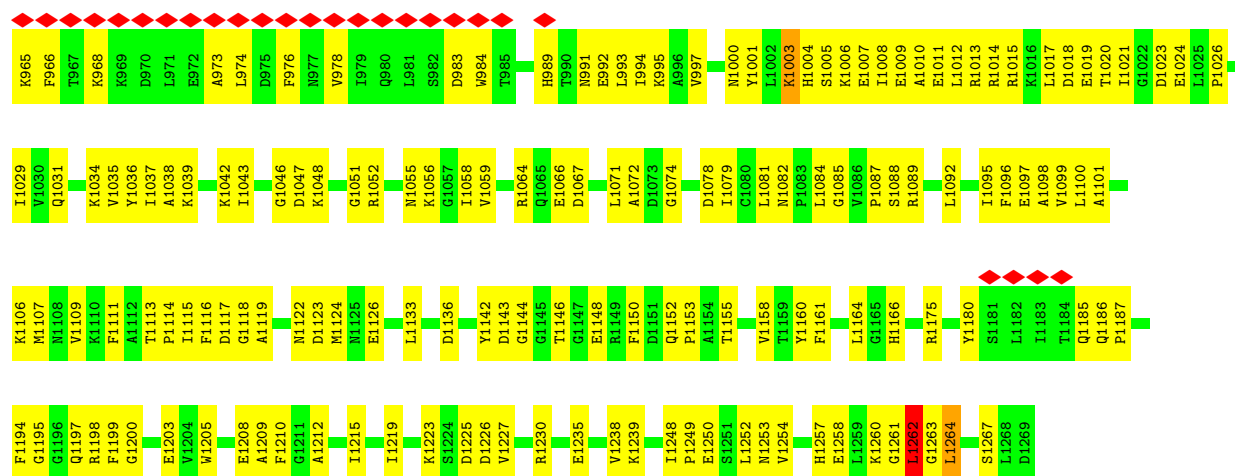 K965 F966 T967 K968 K969 D970 L971 E972 A973 L974 D975 F976 N977 V978 I979 Q980 L981 S982 D983 W984 T985 H989 T990 N991 E992 L993 I994 K995 A996 V997 N1000 Y1001 L1002 K1003 H1004 S1005 K1006 E1007 I1008 E1009 A1010 E1011 L1012 R1013 R1014 R1015 K1016 L1017 D1018 E1019 T1020 I1021 G1022 D1023 E1024 L1025 P1026
I1029 V1030 Q1031 K1034 V1035 Y1036 I1037 A1038 K1039 K1042 I1043 G1046 D1047 K1048 G1051 R1052 N1055 K1056 G1057 I1058 V1059 R1064 Q1065 E1066 D1067 L1071 A1072 D1073 G1074 D1078 I1079 C1080 L1081 N1082 P1083 L1084 G1085 V1086 P1087 S1088 R1089 L1092 I1095 F1096 E1097 A1098 V1099 L1100 A1101
K1106 M1107 N1108 V1109 K1110 F1111 A1112 T1113 P1114 I1115 F1116 D1117 G1118 A1119 N1122 D1123 M1124 N1125 E1126 L1133 D1136 Y1142 D1143 G1144 G1145 T1146 G1147 E1148 R1149 F1150 D1151 Q1152 P1153 A1154 T1155 V1158 T1159 Y1160 F1161 L1164 G1165 H1166 R1175 Y1180 S1181 L1182 I1183 T1184 Q1185 Q1186 P1187
F1194 G1195 G1196 Q1197 R1198 F1199 G1200 E1203 V1204 W1205 E1208 A1209 F1210 G1211 A1212 I1215 I1219 K1223 S1224 D1225 D1226 V1227 R1230 E1235 V1238 K1239 I1248 P1249 E1250 S1251 L1252 N1253 V1254 H1257 E1258 L1259 K1260 G1261 L1262 G1263 L1264 S1267 L1268 D1269